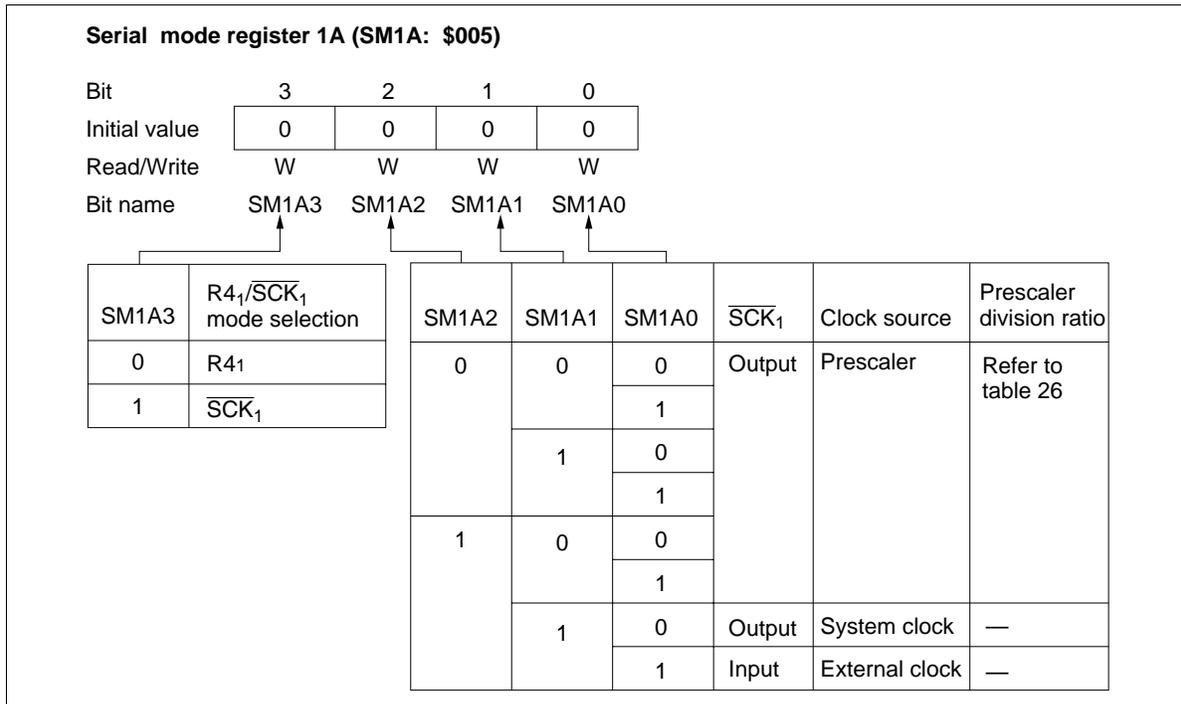 Serial mode register 1A (SM1A: $005)
Bit 3 2 1 0
Initial value 0 0 0 0
Read/Write W W W W
Bit name SM1A3 SM1A2 SM1A1 SM1A0
SM1A3 R4₁/S̅C̅K̅₁
mode selection
0 R4₁
1 S̅C̅K̅₁
SM1A2 SM1A1 SM1A0 S̅C̅K̅₁ Clock source Prescaler
division ratio
0 0 0 Output Prescaler Refer to
table 26
1
1 0
1
1 0 0
1
1 0 Output System clock —
1 Input External clock —